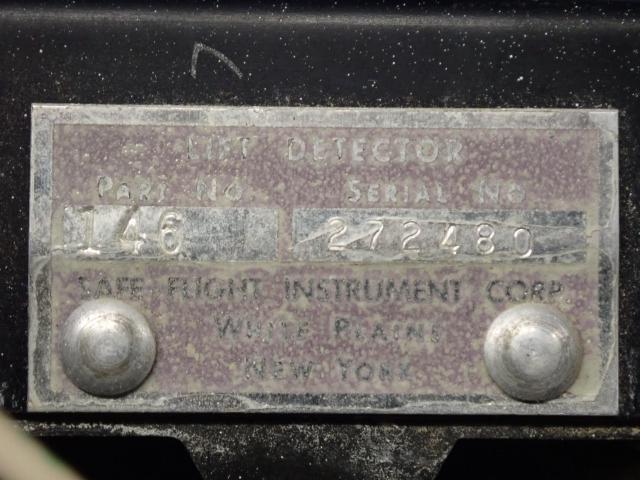 LIFT DETECTOR
PART NO. SERIAL NO
146 272480
SAFE FLIGHT INSTRUMENT CORP.
WHITE PLAINS
NEW YORK